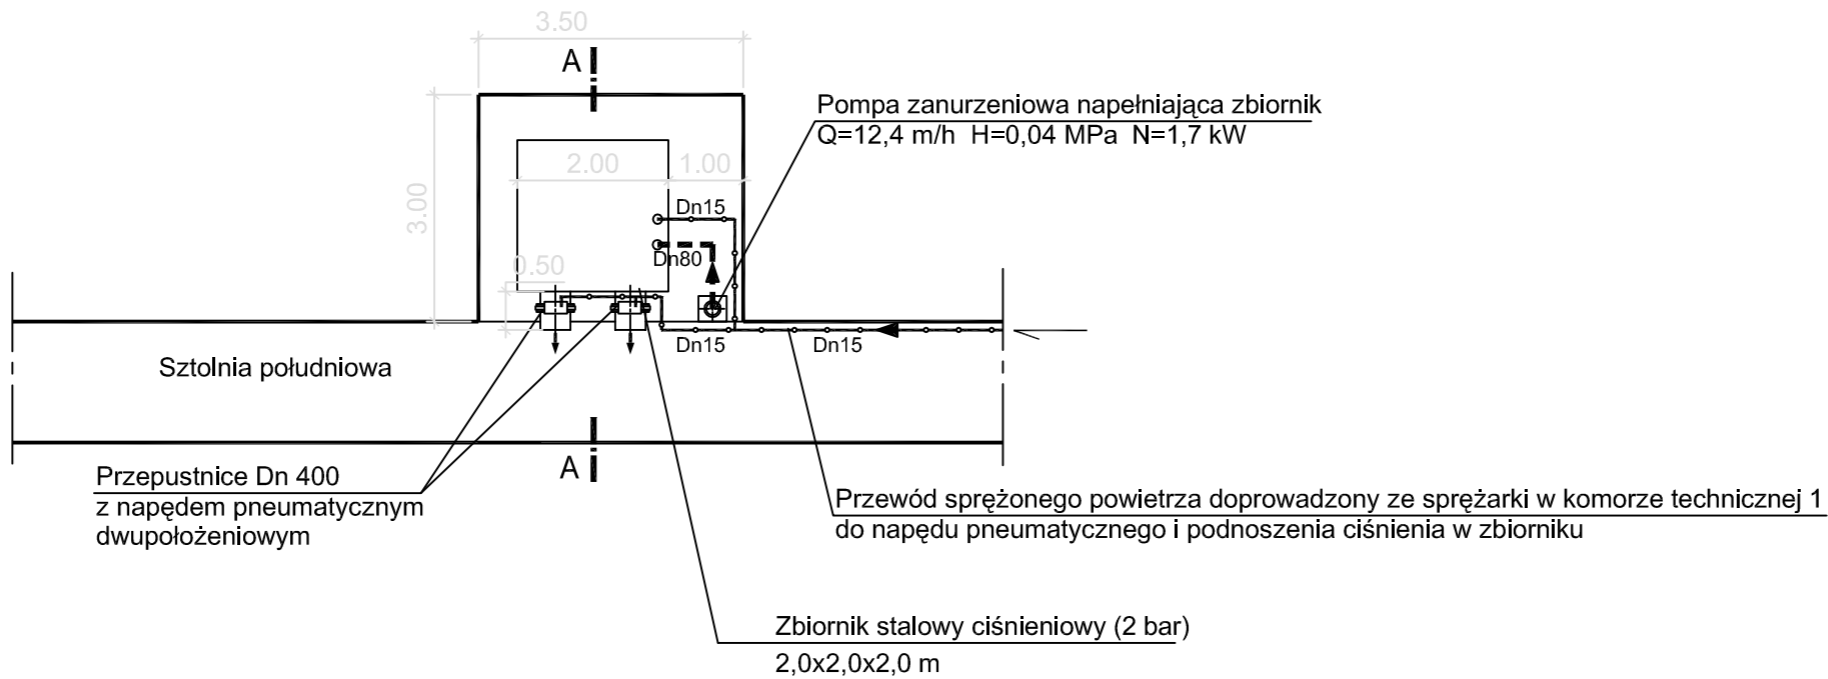 3.50
A
Pompa zanurzeniowa napełniająca zbiornik
Q=12,4 m/h H=0,04 MPa N=1,7 kW
2.00
1.00
3.00
Dn15
Dn80
0.50
Dn15
Dn15
Sztolnia południowa
A
Przepustnice Dn 400
z napędem pneumatycznym
dwupołożeniowym
Przewód sprężonego powietrza doprowadzony ze sprężarki w komorze technicznej 1
do napędu pneumatycznego i podnoszenia ciśnienia w zbiorniku
Zbiornik stalowy ciśnieniowy (2 bar)
2,0x2,0x2,0 m